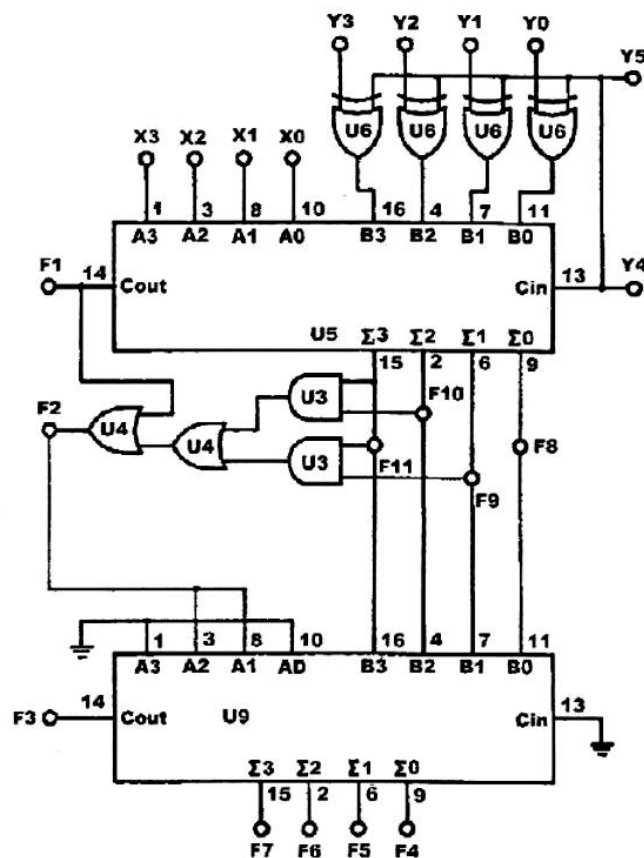 Y3 Y2 Y1 Y0
Y5
U6 U6 U6 U6
X3 X2 X1 X0
1 3 8 10 16 4 7 11
A3 A2 A1 A0 B3 B2 B1 B0
F1 14 Cout Cin 13 Y4
U5 Σ3 Σ2 Σ1 Σ0
15 2 6 9
U3 F10
F2 U4 U4 U3 F11 F8
F9
1 3 8 10 16 4 7 11
A3 A2 A1 AD B3 B2 B1 B0
F3 14 Cout U9 Cin 13
Σ3 Σ2 Σ1 Σ0
15 2 6 9
F7 F6 F5 F4